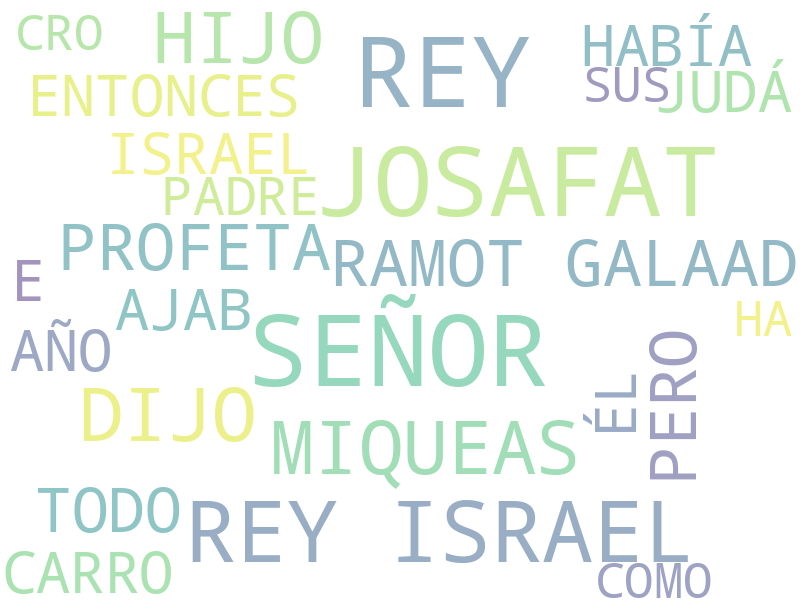 CRO
HIJO
REY
HABÍA
ENTONCES
SUS
JUDÁ
ISRAEL
PADRE
JOSAFAT
PROFETA
RAMOT GALAAD
E
AJAB
SEÑOR
HA
AÑO
DIJO
MIQUEAS
ÉL
PERO
TODO
REY ISRAEL
CARRO
COMO